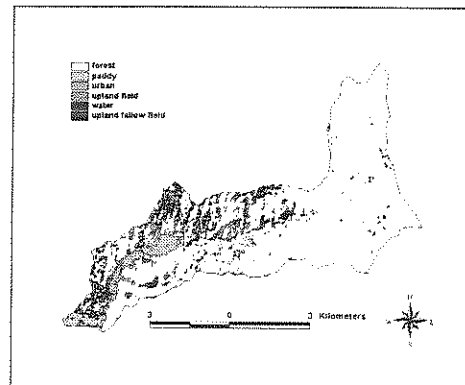 forest
paddy
urban
upland field
water
upland fallow field
3 0 3 Kilometers